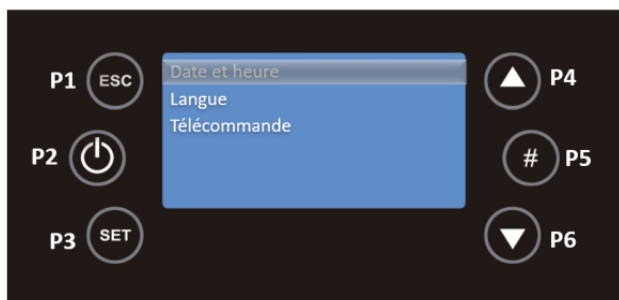 P1 ESC
Date et heure
P4
Langue
Télécommande
P2
# P5
P3 SET
P6